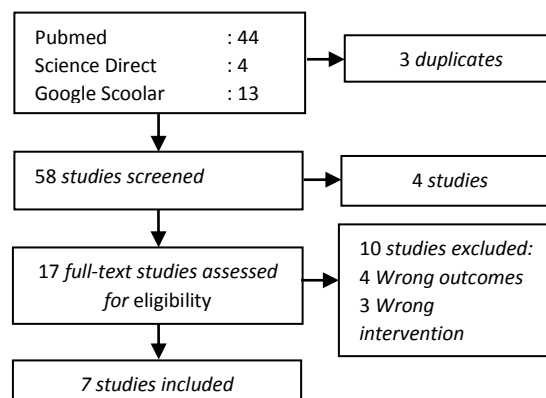 Pubmed : 44
Science Direct : 4
Google Scoolar : 13
3 duplicates
58 studies screened
4 studies
17 full-text studies assessed
for eligibility
10 studies excluded:
4 Wrong outcomes
3 Wrong
intervention
7 studies included